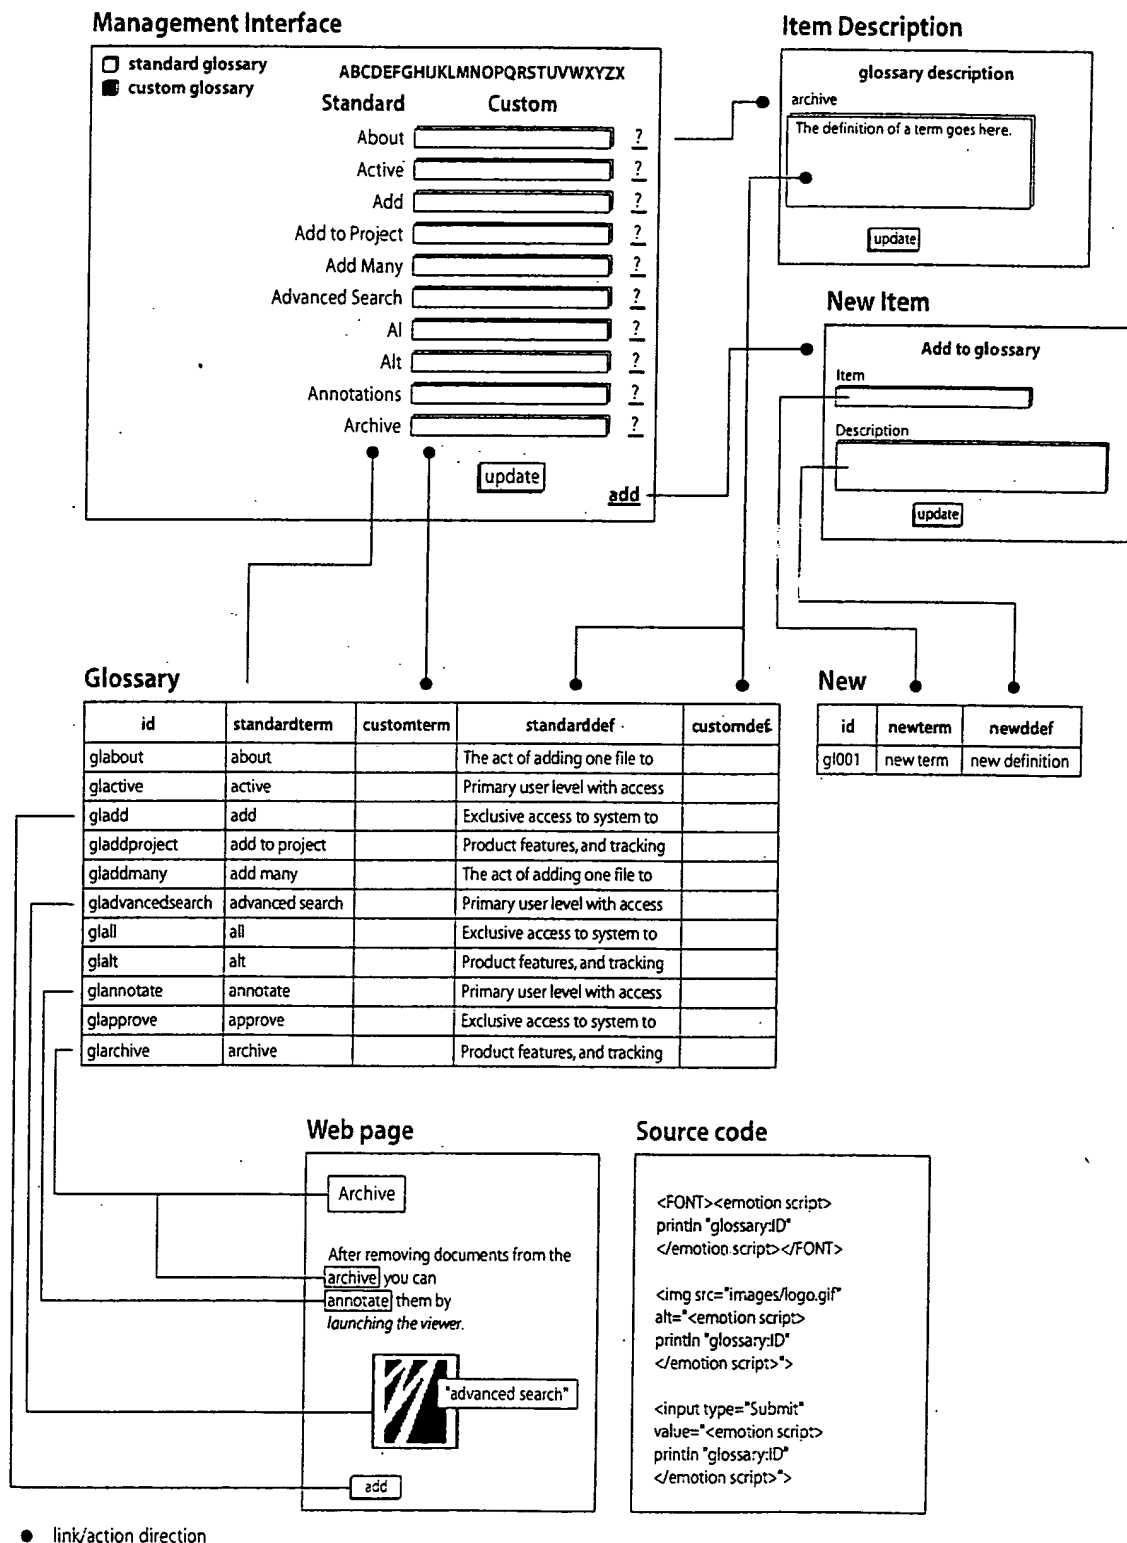 Management Interface
standard glossary
custom glossary
ABCDEFGHIJKLMNOPQRSTUVWXYZX
Standard Custom
About ?
Active ?
Add ?
Add to Project ?
Add Many ?
Advanced Search ?
Al ?
Alt ?
Annotations ?
Archive ?
update
add
Item Description
glossary description
archive
The definition of a term goes here.
update
New Item
Add to glossary
Item
Description
update
Glossary
id standardterm customterm standarddef customdef
glabout about The act of adding one file to
glactive active Primary user level with access
gladd add Exclusive access to system to
gladdproject add to project Product features, and tracking
gladdmany add many The act of adding one file to
gladvancedsearch advanced search Primary user level with access
glall all Exclusive access to system to
glalt alt Product features, and tracking
glannotate annotate Primary user level with access
glapprove approve Exclusive access to system to
glarchive archive Product features, and tracking
New
id newterm newddef
gl001 new term new definition
Web page
Archive
After removing documents from the
archive you can
annotate them by
launching the viewer.
"advanced search"
add
Source code
<FONT><emotion script>
println "glossary:ID"
</emotion script></FONT>
<img src="images/logo.gif"
alt="<emotion script>
println "glossary:ID"
</emotion script>">
<input type="Submit"
value="<emotion script>
println "glossary:ID"
</emotion script>">
link/action direction